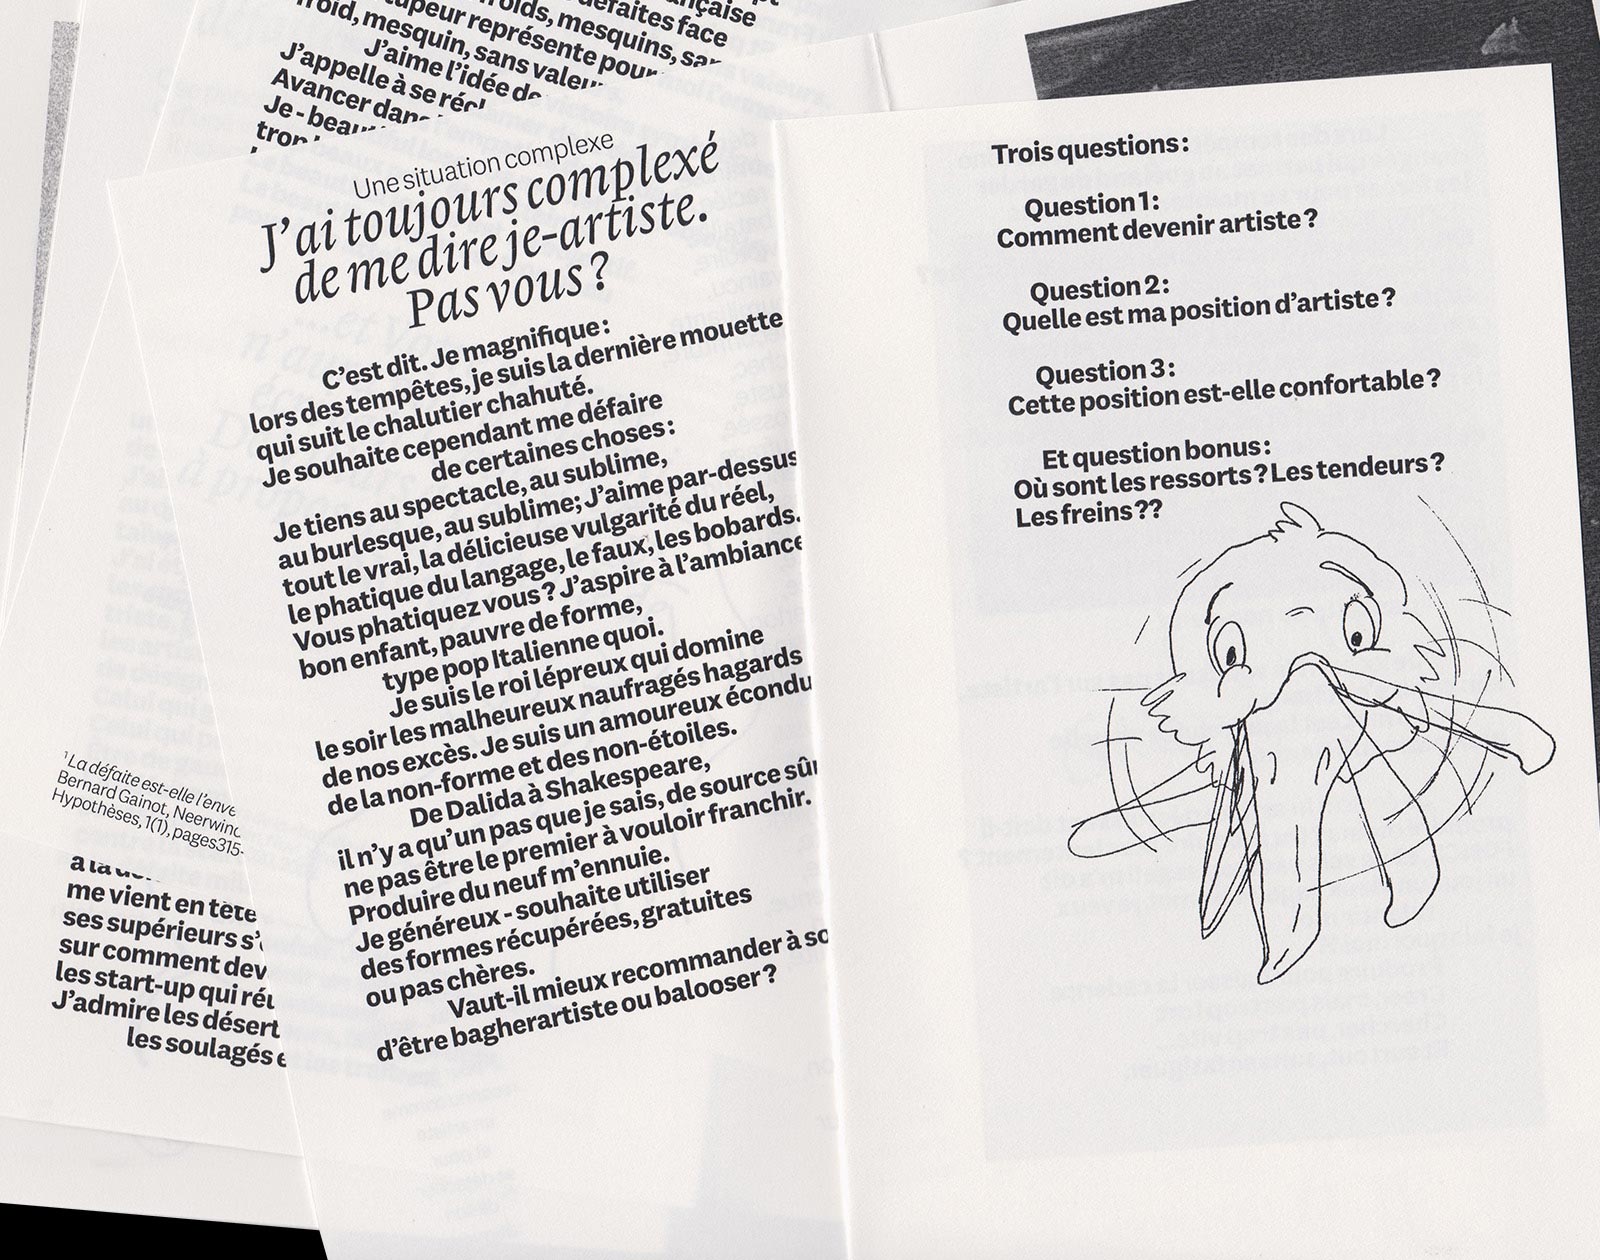 nçaise
roids, mesquins, sa
défaites face
upeur représente pour
roid, mesquin, sans valeu
J'aime l'idée de
J'appelle à se récl
Avancer dans
Je - beau
trop
Une situation complexe
J'ai toujours complexé
de me dire je-artiste.
Pas vous ?
C'est dit. Je magnifique :
lors des tempêtes, je suis la dernière mouette
qui suit le chalutier chahuté.
Je souhaite cependant me défaire
de certaines choses :
Je tiens au spectacle, au sublime,
au burlesque, au sublime; J'aime par-dessus
tout le vrai, la délicieuse vulgarité du réel,
le phatique du langage, le faux, les bobards.
Vous phatiquez vous ? J'aspire à l'ambiance
bon enfant, pauvre de forme,
type pop Italienne quoi.
Je suis le roi lépreux qui domine
le soir les malheureux naufragés hagards
de nos excès. Je suis un amoureux écondu
de la non-forme et des non-étoiles.
De Dalida à Shakespeare,
il n'y a qu'un pas que je sais, de source sûr
ne pas être le premier à vouloir franchir.
Produire du neuf m'ennuie.
Je généreux - souhaite utiliser
des formes récupérées, gratuites
ou pas chères.
Vaut-il mieux recommander à so
d'être bagherartiste ou balooser ?
¹ La défaite est-elle l'enve
Bernard Gainot, Neerwind
Hypothèses, 1(1), pages 315-
me vient en tête
ses supérieurs s'
sur comment dev
les start-up qui réu
J'admire les désert
les soulagés e
Trois questions :
Question 1 :
Comment devenir artiste ?
Question 2 :
Quelle est ma position d'artiste ?
Question 3 :
Cette position est-elle confortable ?
Et question bonus :
Où sont les ressorts ? Les tendeurs ?
Les freins ??